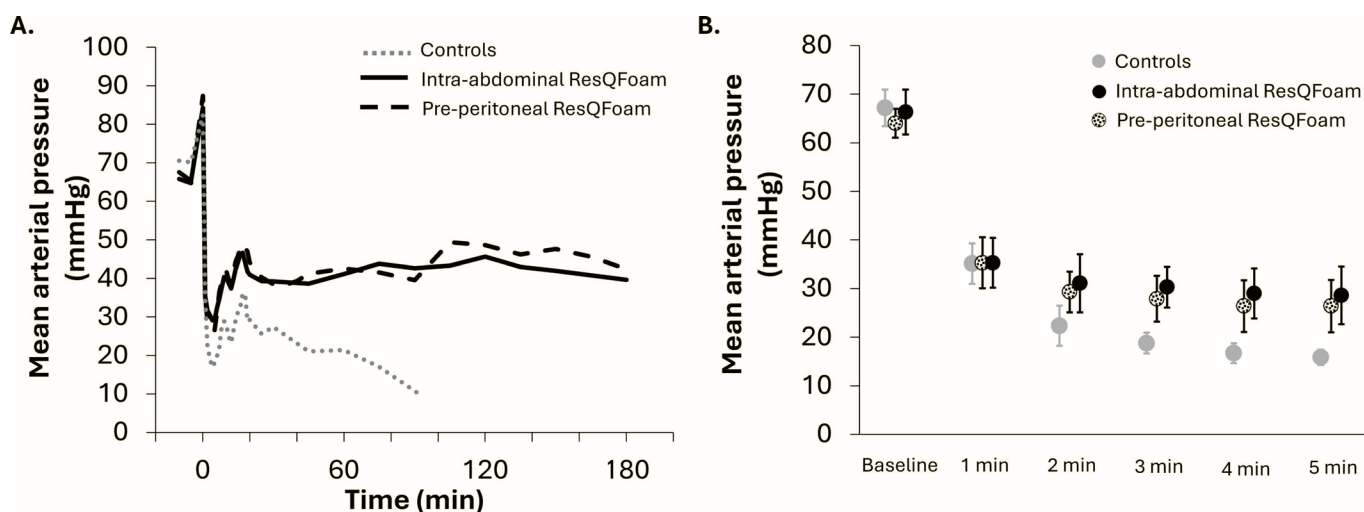 A.
Mean arterial pressure
(mmHg)
100
90
80
70
60
50
40
30
20
10
0
Controls
Intra-abdominal ResQFoam
Pre-peritoneal ResQFoam
0
60
120
180
Time (min)
B.
Mean arterial pressure
(mmHg)
80
70
60
50
40
30
20
10
0
Controls
Intra-abdominal ResQFoam
Pre-peritoneal ResQFoam
Baseline
1 min
2 min
3 min
4 min
5 min